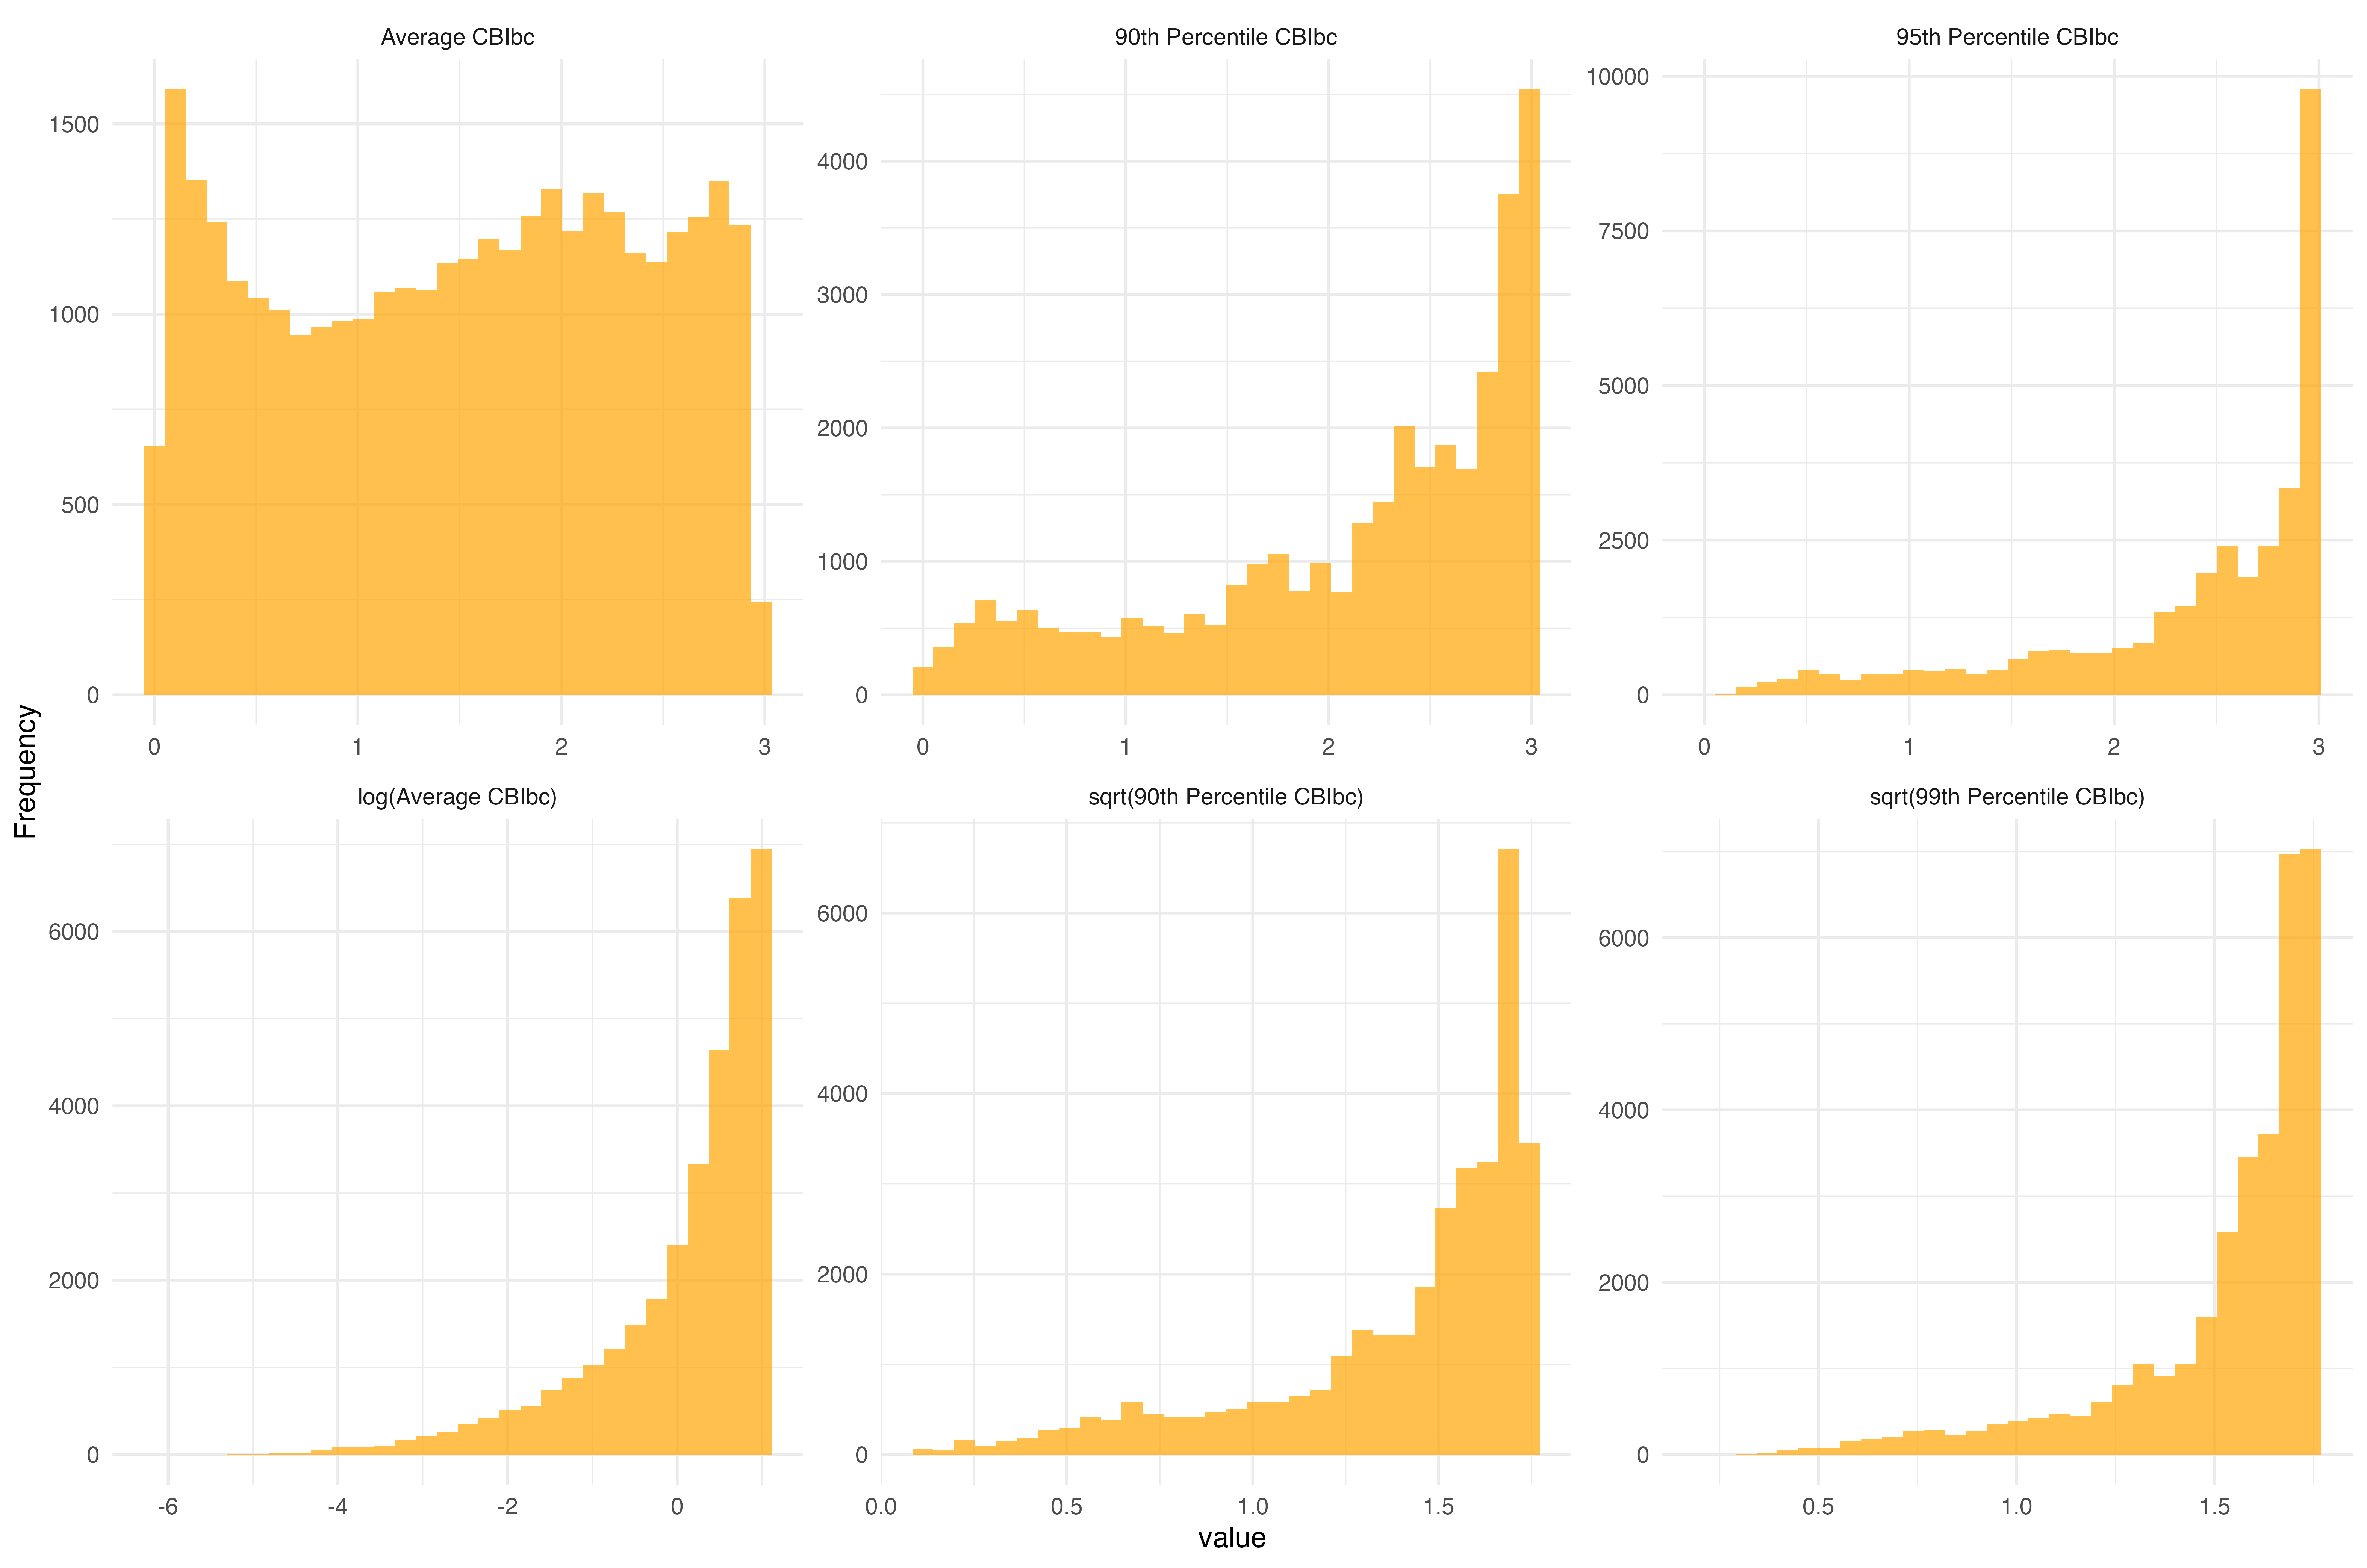 Average CBIbc
90th Percentile CBIbc
95th Percentile CBIbc
1500
1000
500
0
0 1 2 3
4000
3000
2000
1000
0
0 1 2 3
10000
7500
5000
2500
0
0 1 2 3
Frequency
log(Average CBIbc)
sqrt(90th Percentile CBIbc)
sqrt(99th Percentile CBIbc)
6000
4000
2000
0
-6 -4 -2 0
6000
4000
2000
0
0.0 0.5 1.0 1.5
6000
4000
2000
0
0.5 1.0 1.5
value